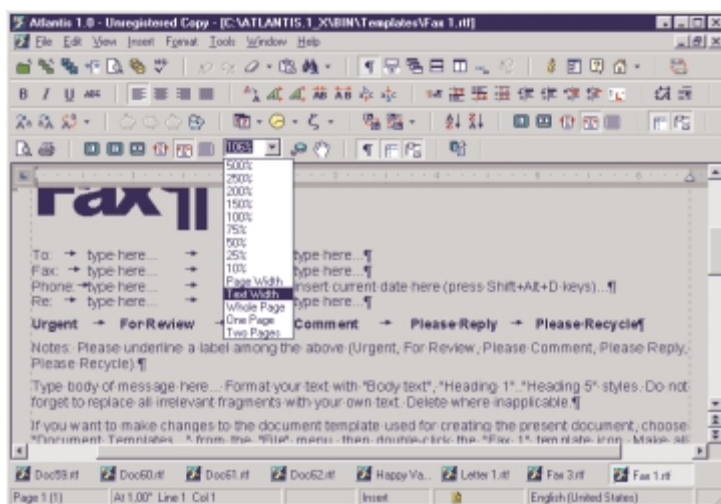 Atlantis 1.0 - Unregistered Copy - [C:\ATLANTIS.1_X\BIN\Templates\Fax 1.rtf]
File Edit View Insert Format Tools Window Help
B I U ABC
106%
500%
250%
200%
150%
100%
75%
50%
25%
10%
Page Width
Text Width
Whole Page
One Page
Two Pages
Fax¶
To: → type·here... → type·here...¶
Fax: → type·here... → type·here...¶
Phone: → type·here... → insert·current·date·here·(press·Shift+Alt+D·keys)...¶
Re: → type·here... → type·here...¶
Urgent → For·Review → Comment → Please·Reply → Please·Recycle¶
Notes:·Please·underline·a·label·among·the·above·(Urgent,·For·Review,·Please·Comment,·Please·Reply,·
Please·Recycle).¶
Type·body·of·message·here...·Format·your·text·with·"Body·text",·"Heading·1"..."Heading·5"·styles.·Do·not·
forget·to·replace·all·irrelevant·fragments·with·your·own·text.·Delete·where·inapplicable.¶
If·you·want·to·make·changes·to·the·document·template·used·for·creating·the·present·document,·choose·
"Document·Templates..."·from·the·"File"·menu,·then·double-click·the·"Fax·1"·template·icon.·Make·all·
Doc59.rtf Doc60.rtf Doc61.rtf Doc62.rtf Happy Va... Letter 1.rtf Fax 3.rtf Fax 1.rtf
Page 1 (1) At 1,00" Line 1 Col 1 Insert English (United States)